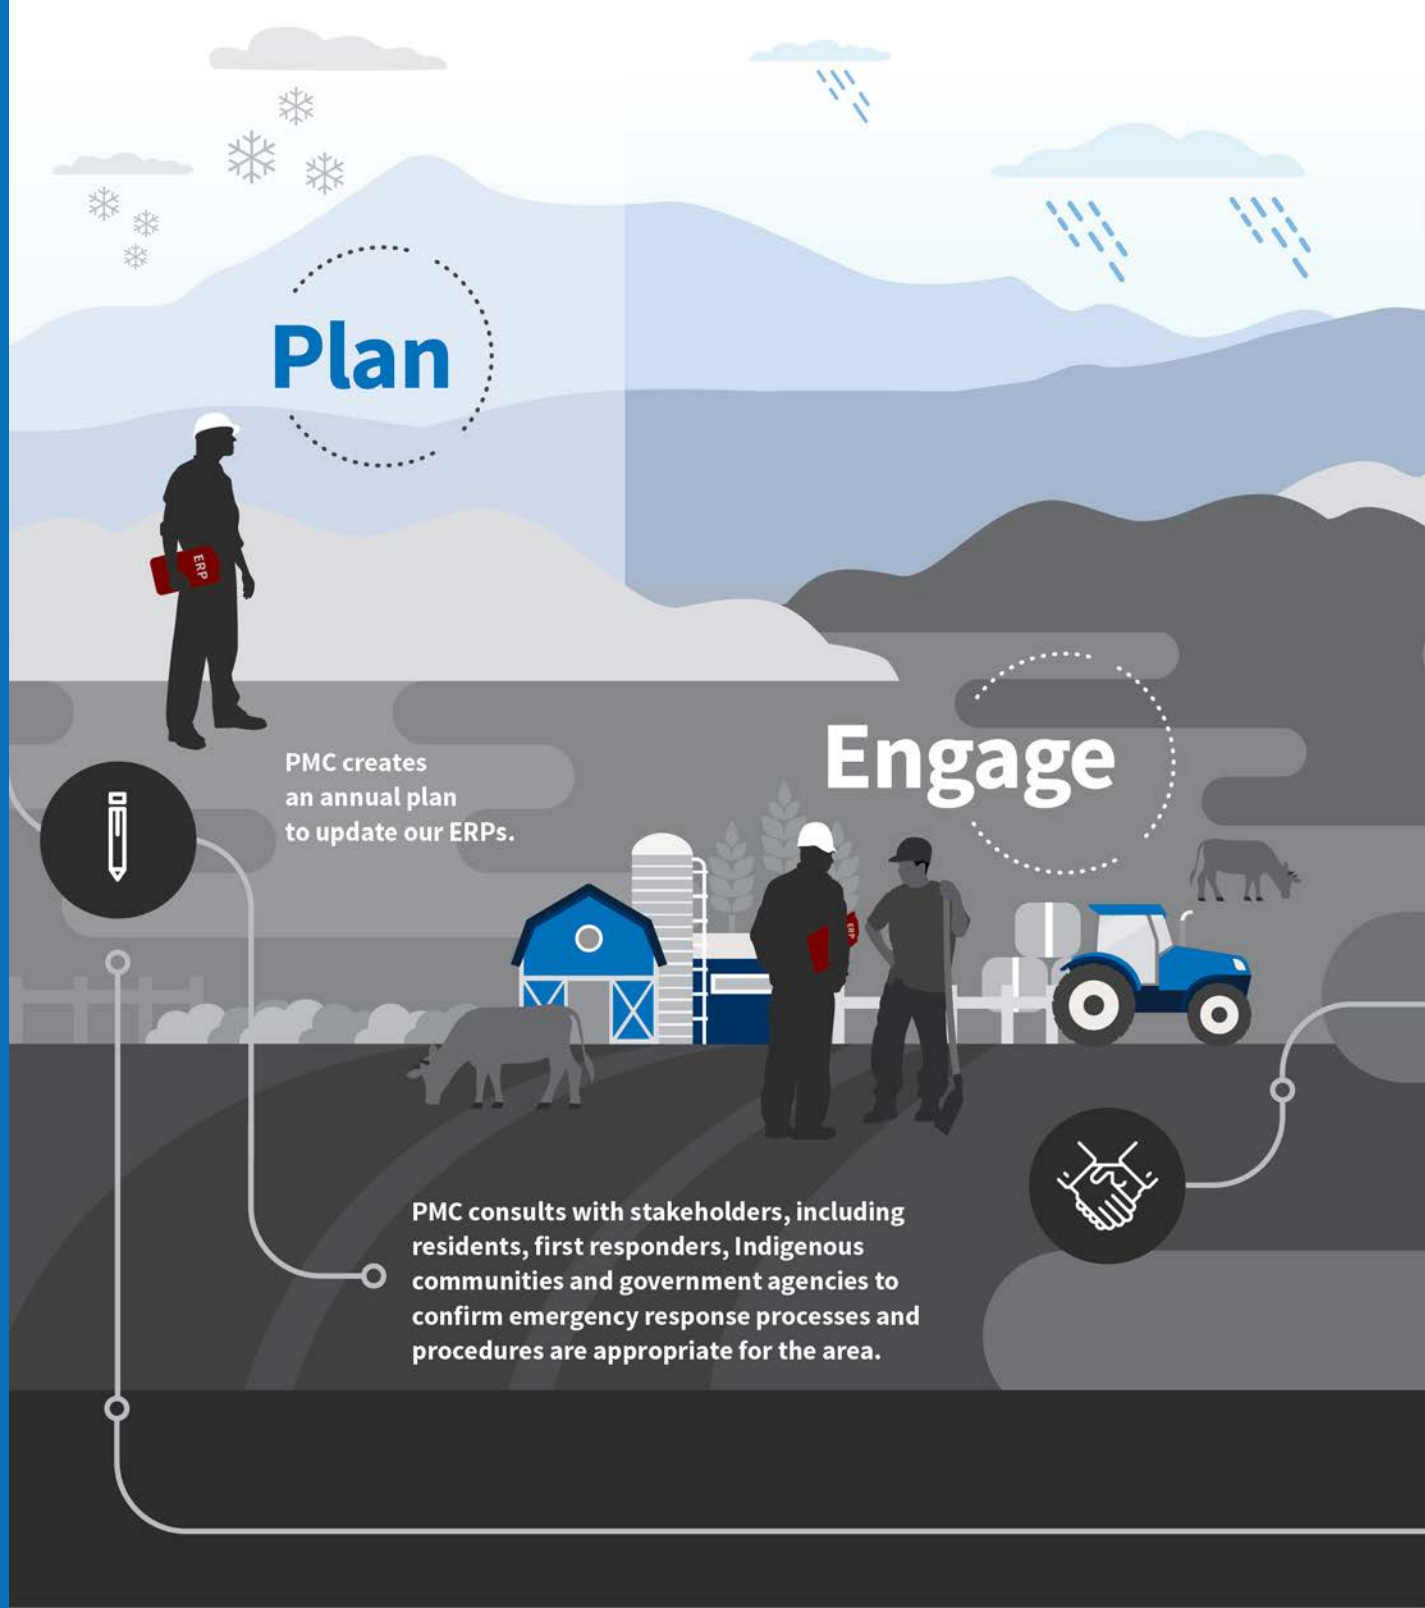 Plan
ERP
PMC creates
an annual plan
to update our ERPs.
Engage
ERP
PMC consults with stakeholders, including
residents, first responders, Indigenous
communities and government agencies to
confirm emergency response processes and
procedures are appropriate for the area.